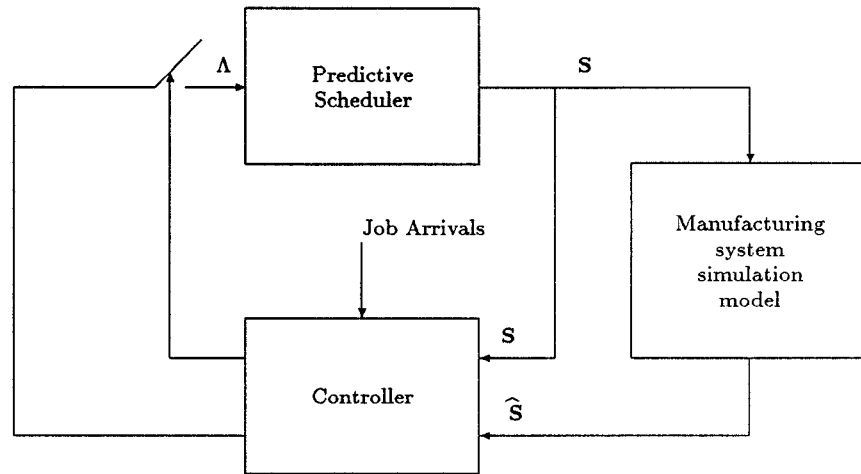 Λ
Predictive
Scheduler
S
Job Arrivals
Manufacturing
system
simulation
model
S
Controller
Ŝ